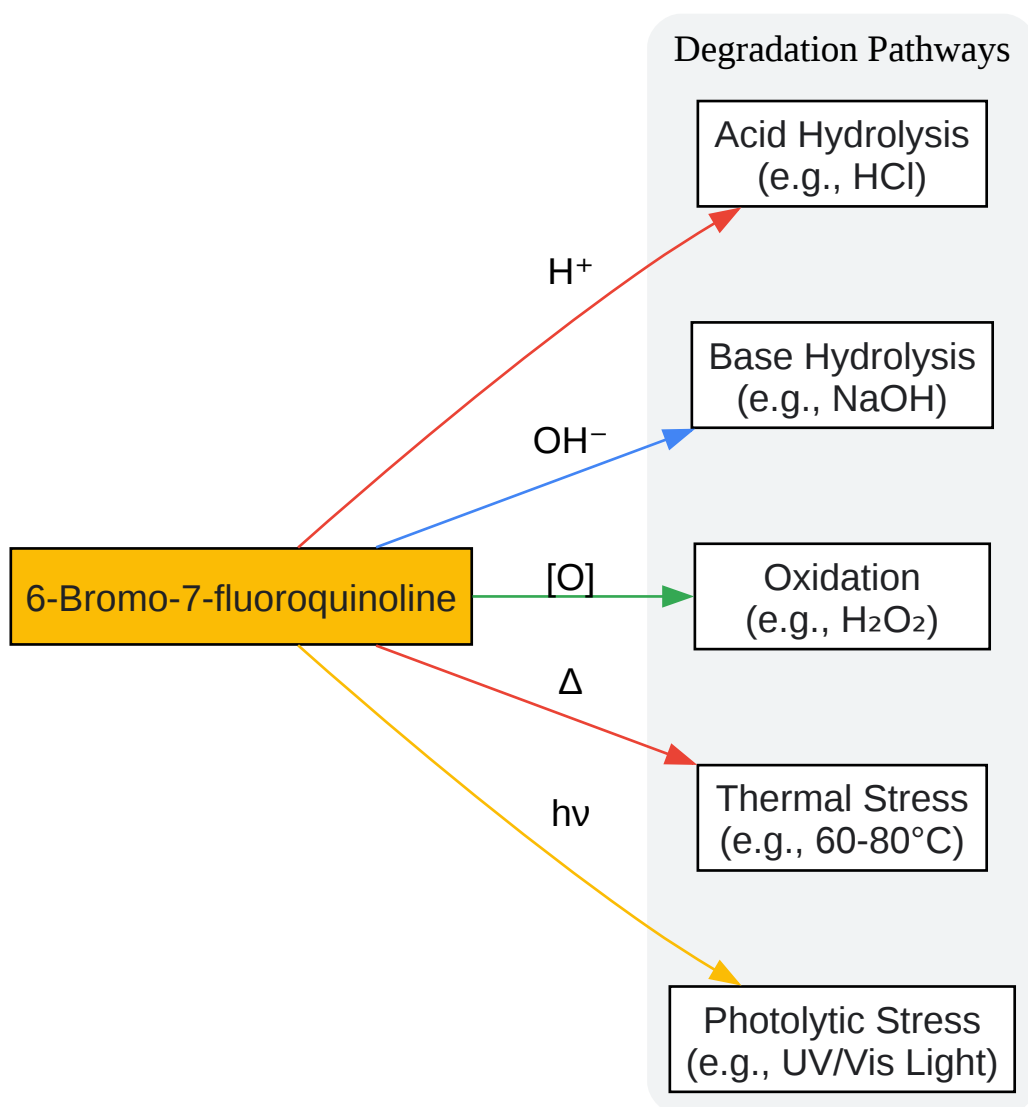 Degradation Pathways
Acid Hydrolysis
(e.g., HCl)
H⁺
Base Hydrolysis
(e.g., NaOH)
OH⁻
6-Bromo-7-fluoroquinoline
[O]
Oxidation
(e.g., H₂O₂)
Δ
Thermal Stress
(e.g., 60-80°C)
hν
Photolytic Stress
(e.g., UV/Vis Light)